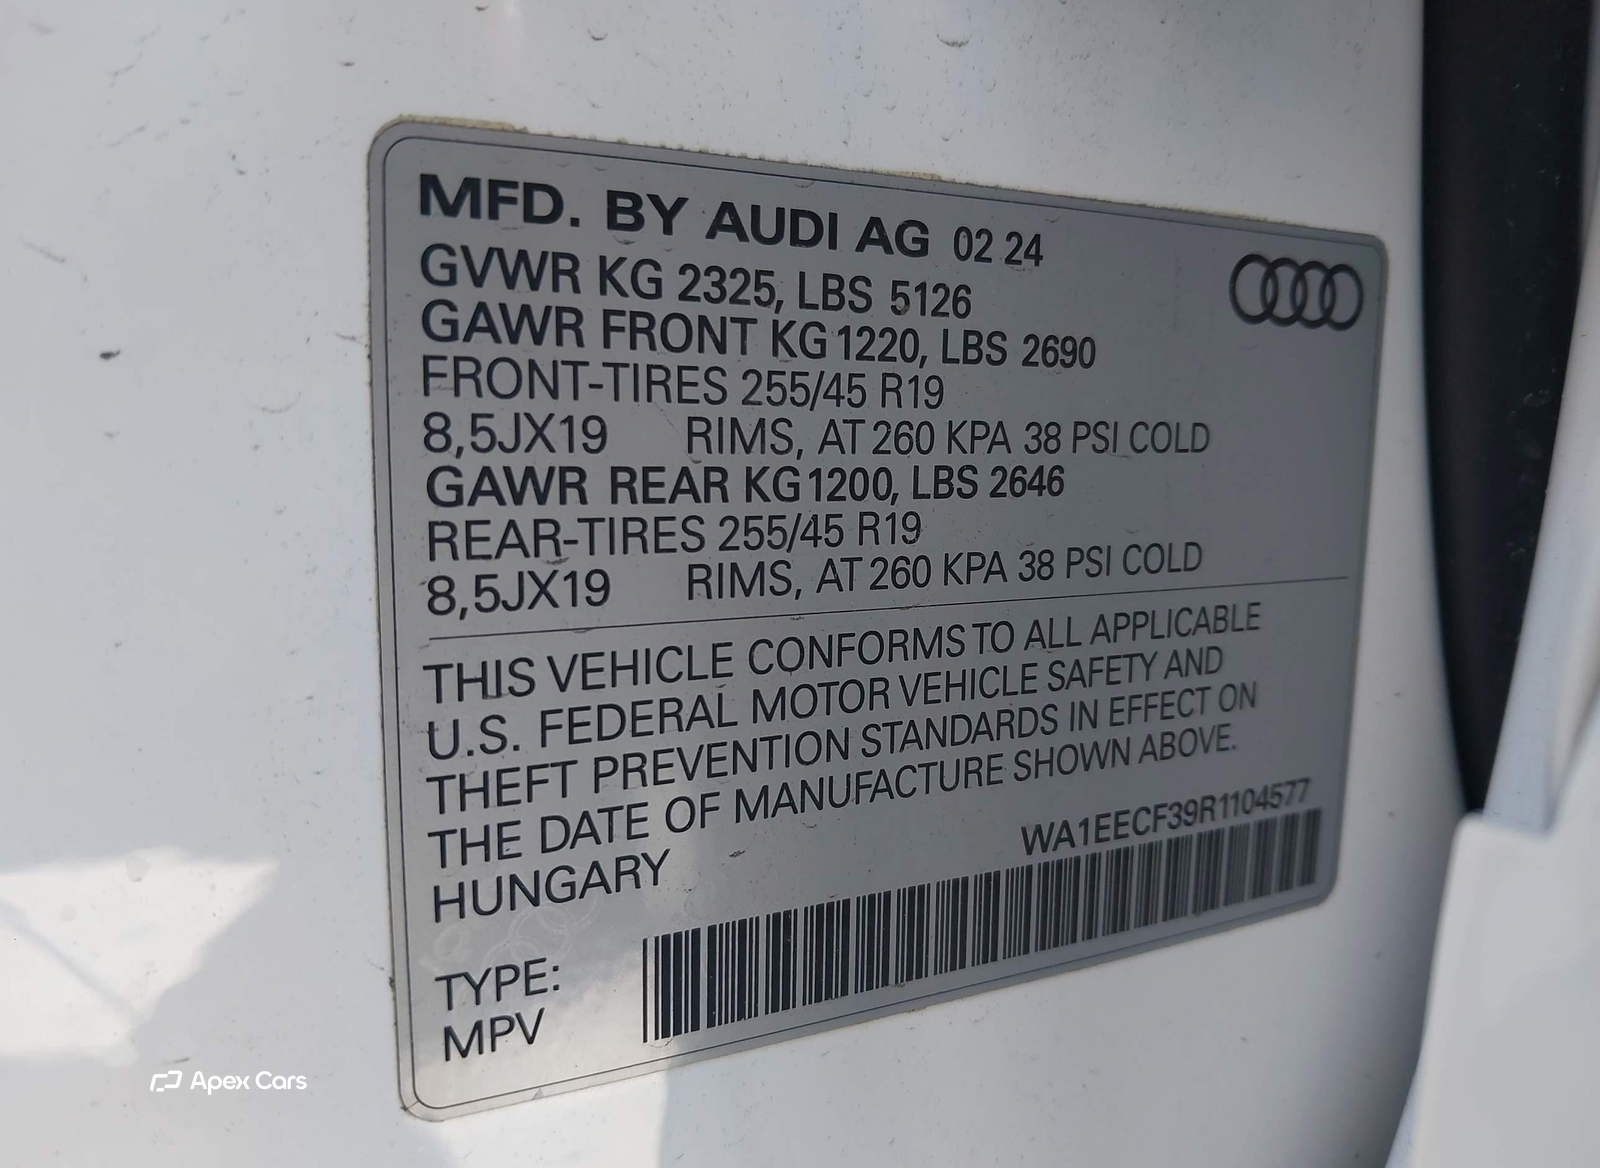 MFD. BY AUDI AG 02 24
GVWR KG 2325, LBS 5126
GAWR FRONT KG 1220, LBS 2690
FRONT-TIRES 255/45 R19
8,5JX19 RIMS, AT 260 KPA 38 PSI COLD
GAWR REAR KG 1200, LBS 2646
REAR-TIRES 255/45 R19
8,5JX19 RIMS, AT 260 KPA 38 PSI COLD
THIS VEHICLE CONFORMS TO ALL APPLICABLE
U.S. FEDERAL MOTOR VEHICLE SAFETY AND
THEFT PREVENTION STANDARDS IN EFFECT ON
THE DATE OF MANUFACTURE SHOWN ABOVE.
HUNGARY
WA1EECF39R1104577
TYPE:
MPV
Apex Cars